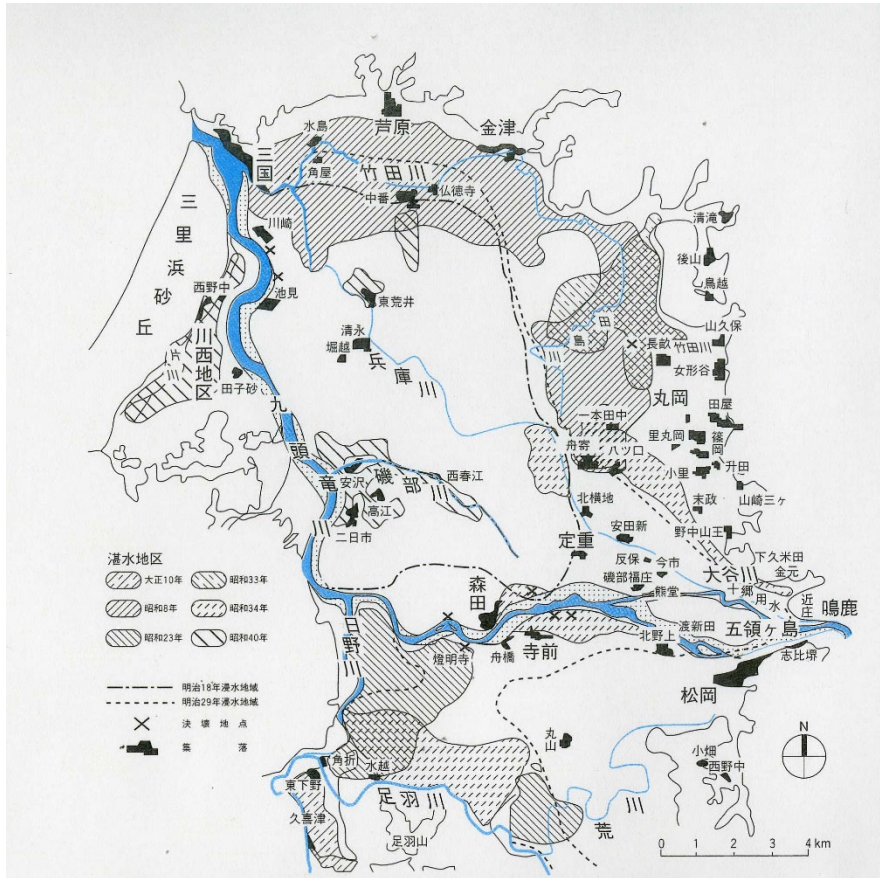 芦原
金津
水島
三国
角屋
竹田川
仏徳寺
中番
清滝
川崎
後山
三里浜砂丘
鳥越
西野中
池見
東荒井
山久保
川西地区
片川
清永
堀越
兵庫川
島田川
長畝
竹田川
女形谷
田子砂
丸岡
九頭竜川
一本田中
田屋
里丸岡
篠岡
舟寄
八ツ口
安沢
磯部川
西春江
小里
升田
高江
北横地
末政
山崎三ヶ
二日市
安田新
野中山王
定重
下久米田
湛水地区
反保
今市
大谷川
金元
大正10年
昭和33年
森田
磯部福庄
十郷用水
近庄
鳴鹿
熊堂
昭和8年
昭和34年
日野川
渡新田
五領ヶ島
昭和23年
昭和40年
燈明寺
舟橋
寺前
北野上
志比堺
明治18年浸水地域
松岡
明治29年浸水地域
決壊地点
丸山
N
集落
角折
水越
小畑
西野中
東下野
足羽川
荒川
久喜津
足羽山
0 1 2 4km